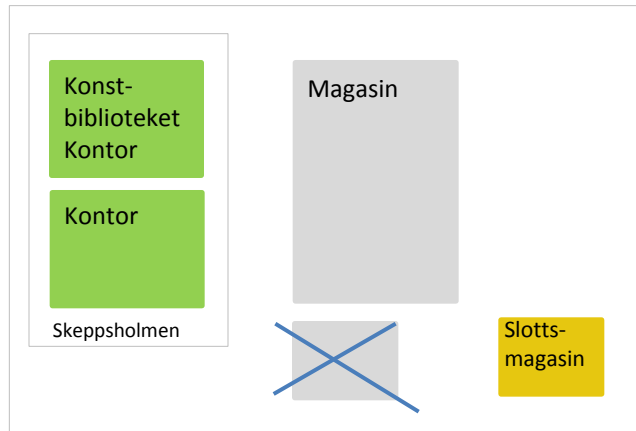 Konst-
biblioteket
Kontor
Kontor
Skeppsholmen
Magasin
Slotts-
magasin